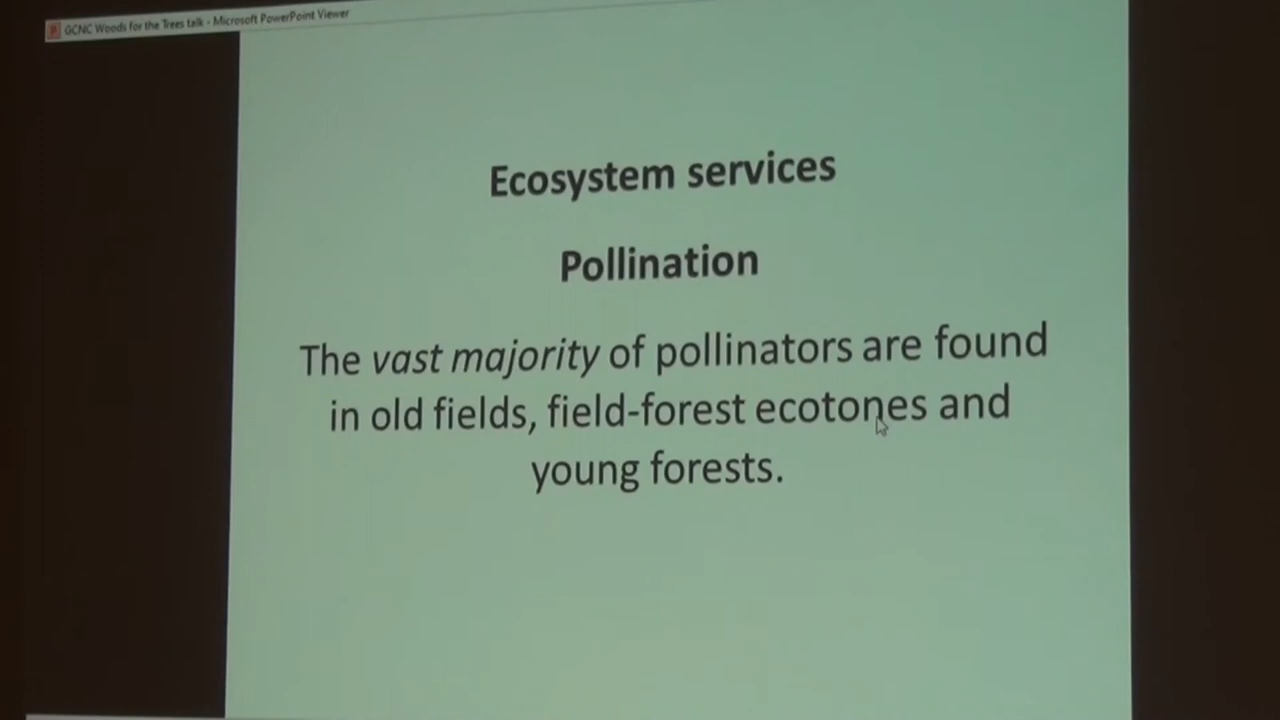 GCNC Woods for the Trees talk - Microsoft PowerPoint Viewer
Ecosystem services
Pollination
The vast majority of pollinators are found
in old fields, field-forest ecotones and
young forests.